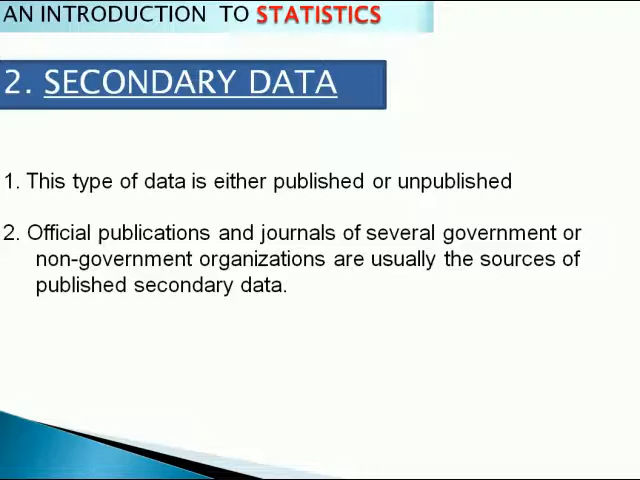 AN INTRODUCTION TO STATISTICS
2. SECONDARY DATA
1. This type of data is either published or unpublished
2. Official publications and journals of several government or
non-government organizations are usually the sources of
published secondary data.